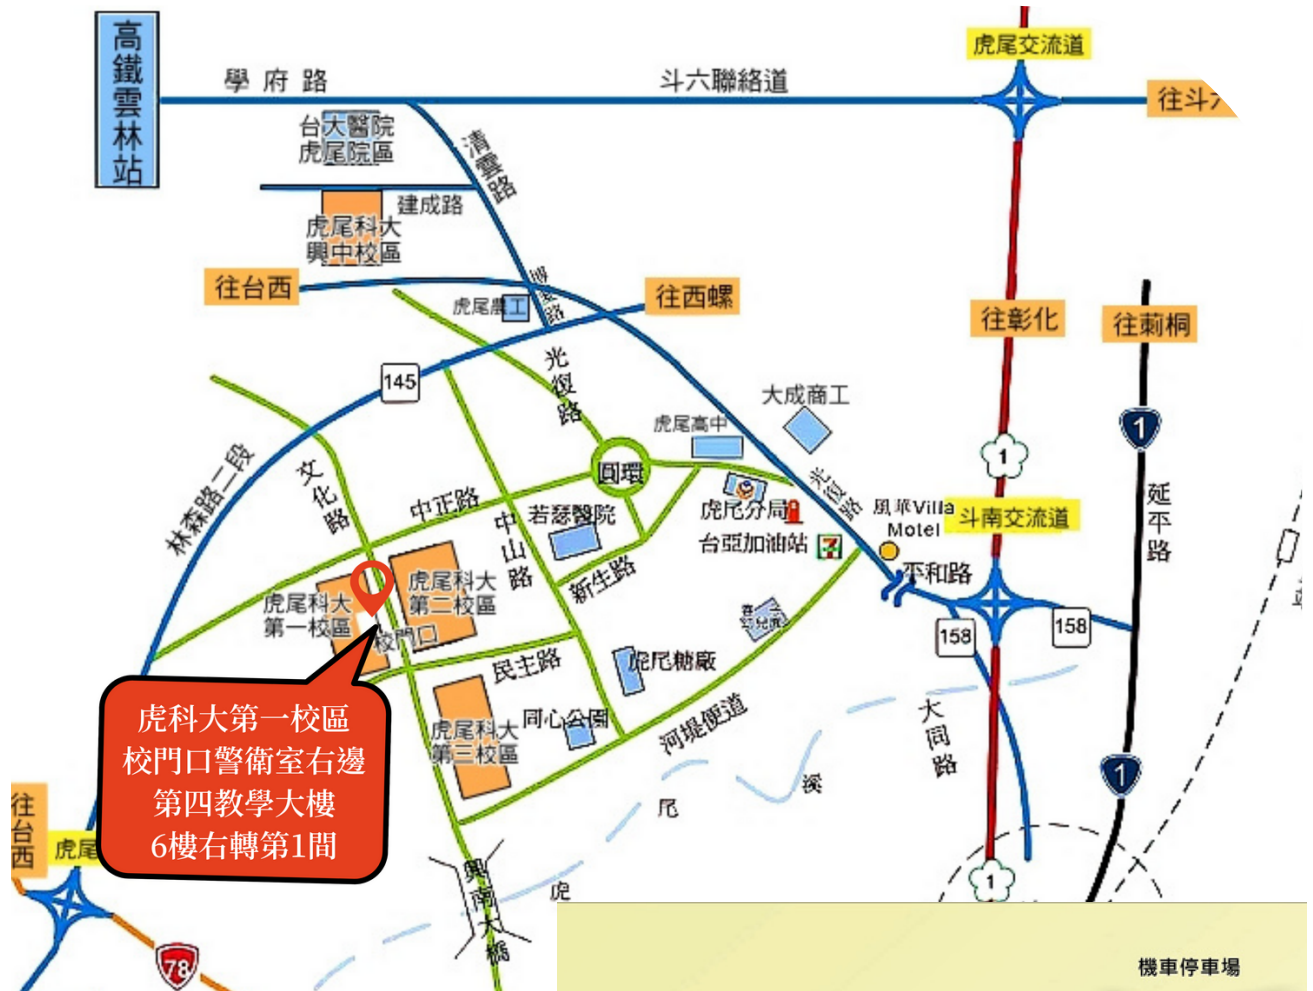 高鐵雲林站
學府路
斗六聯絡道
虎尾交流道
往斗
台大醫院
虎尾院區
清雲路
建成路
虎尾科大
興中校區
往台西
虎尾農工
往西螺
往彰化
往莿桐
145
光復路
大成商工
虎尾高中
1
1
林森路二段
文化路
中正路
圓環
中山路
若瑟醫院
虎尾分局
台亞加油站
7
光復路
風華Villa
Motel
斗南交流道
延平路
平和路
新生路
虎尾科大
第一校區
虎尾科大
第二校區
校門口
158
158
民主路
虎尾糖廠
虎尾科大
第三校區
同心公園
河堤便道
大同路
虎科大第一校區
校門口警衛室右邊
第四教學大樓
6樓右轉第1間
往台西
虎尾
虎
尾
溪
1
1
興南大橋
78
機車停車場